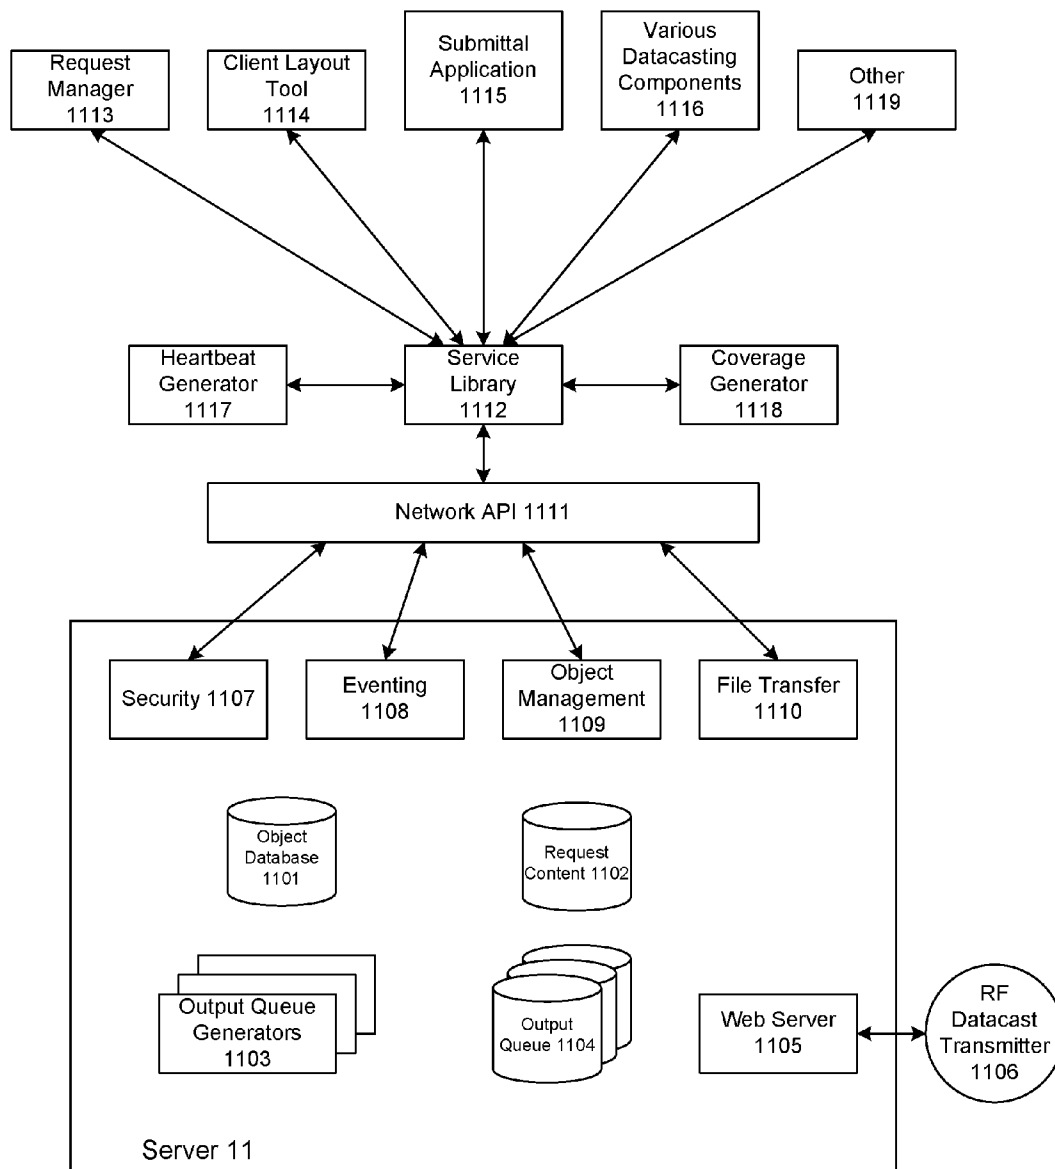 Request
Manager
1113
Client Layout
Tool
1114
Submittal
Application
1115
Various
Datacasting
Components
1116
Other
1119
Heartbeat
Generator
1117
Service
Library
1112
Coverage
Generator
1118
Network API 1111
Security 1107
Eventing
1108
Object
Management
1109
File Transfer
1110
Object
Database
1101
Request
Content 1102
Output Queue
Generators
1103
Output
Queue 1104
Web Server
1105
RF
Datacast
Transmitter
1106
Server 11